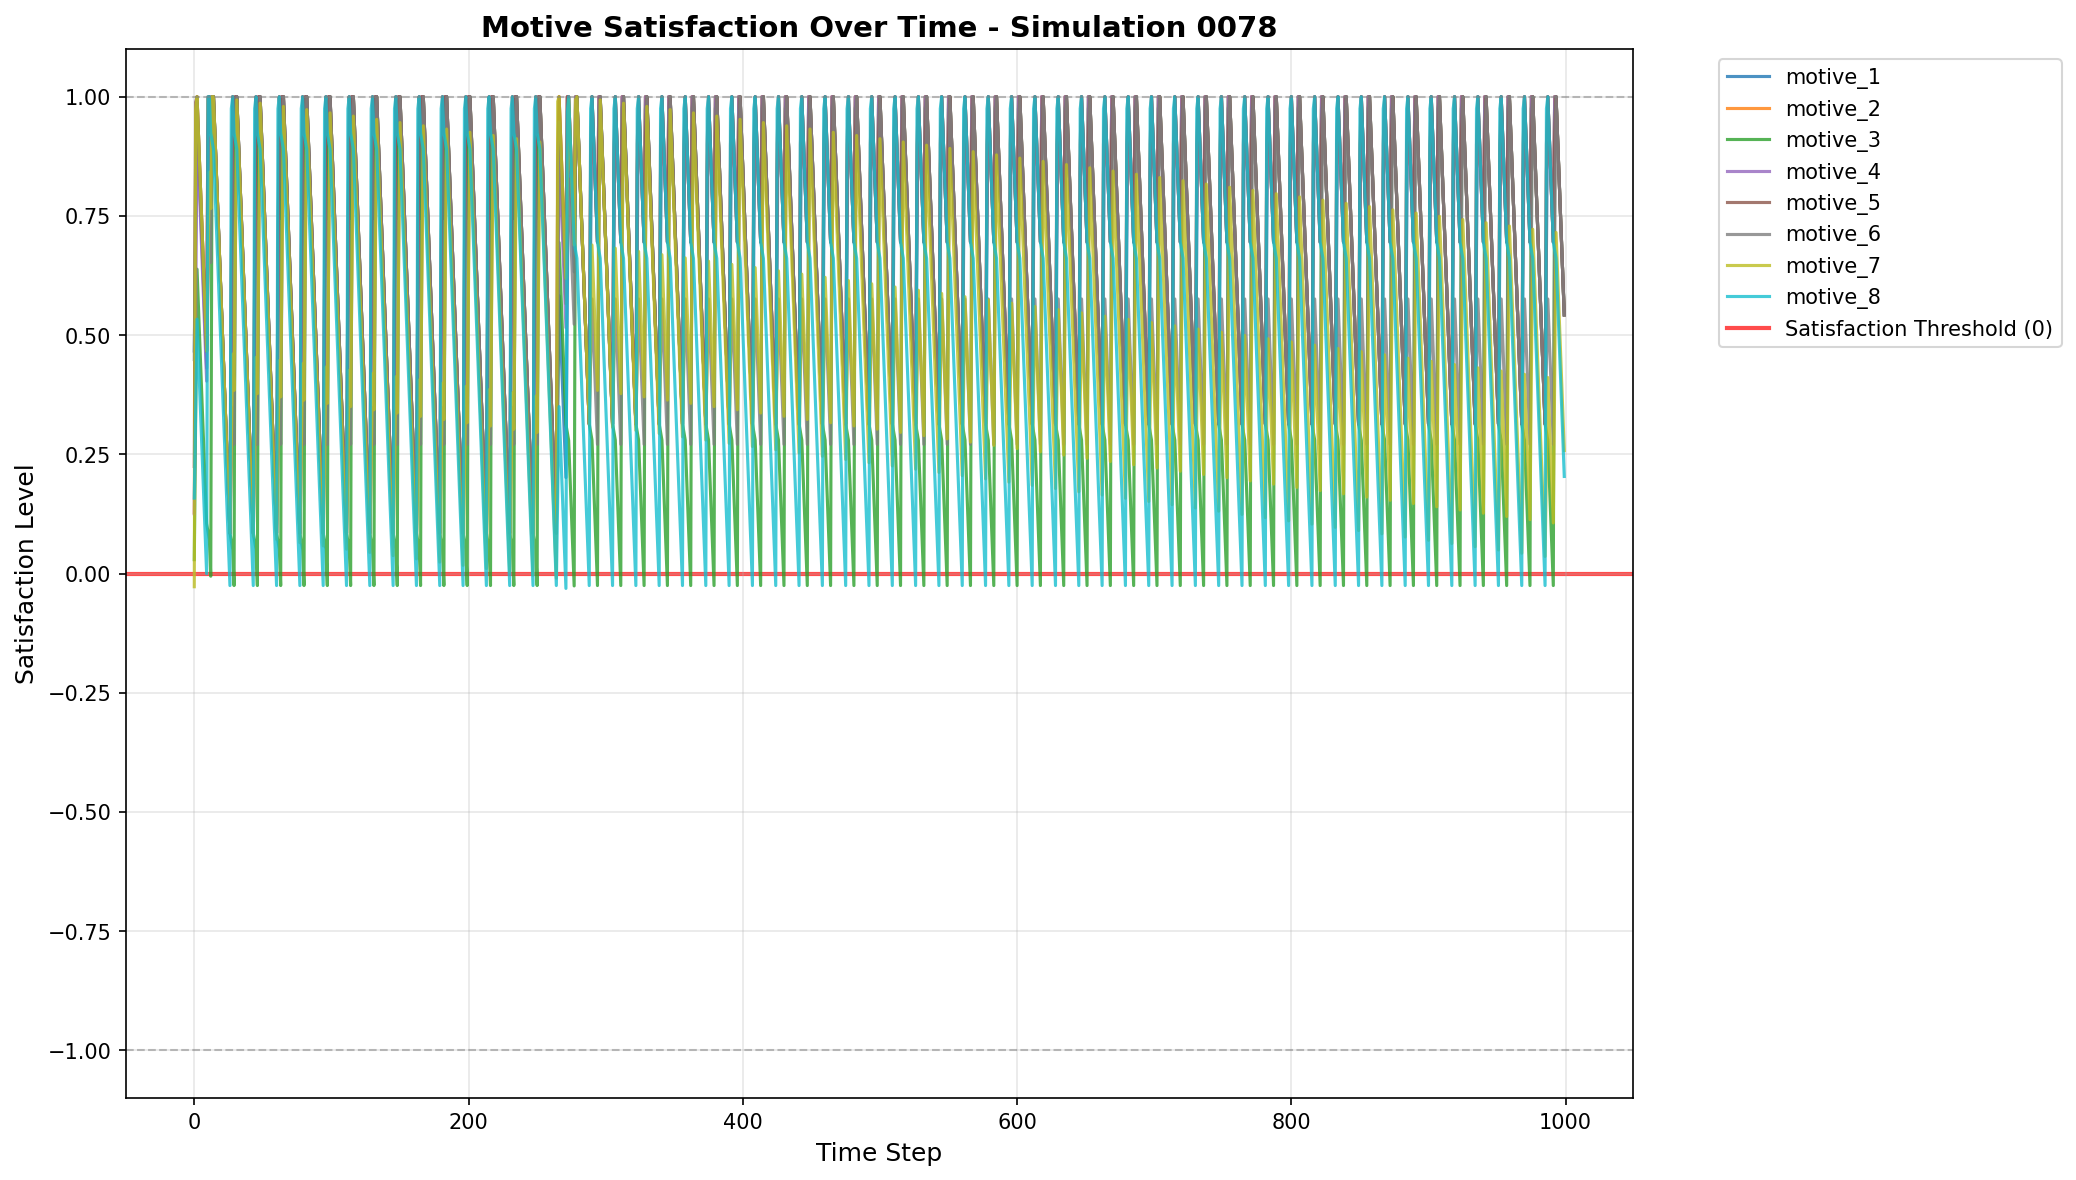 Motive Satisfaction Over Time - Simulation 0078
1.00
0.75
0.50
0.25
0.00
−0.25
−0.50
−0.75
−1.00
Satisfaction Level
0
200
400
600
800
1000
Time Step
motive_1
motive_2
motive_3
motive_4
motive_5
motive_6
motive_7
motive_8
Satisfaction Threshold (0)